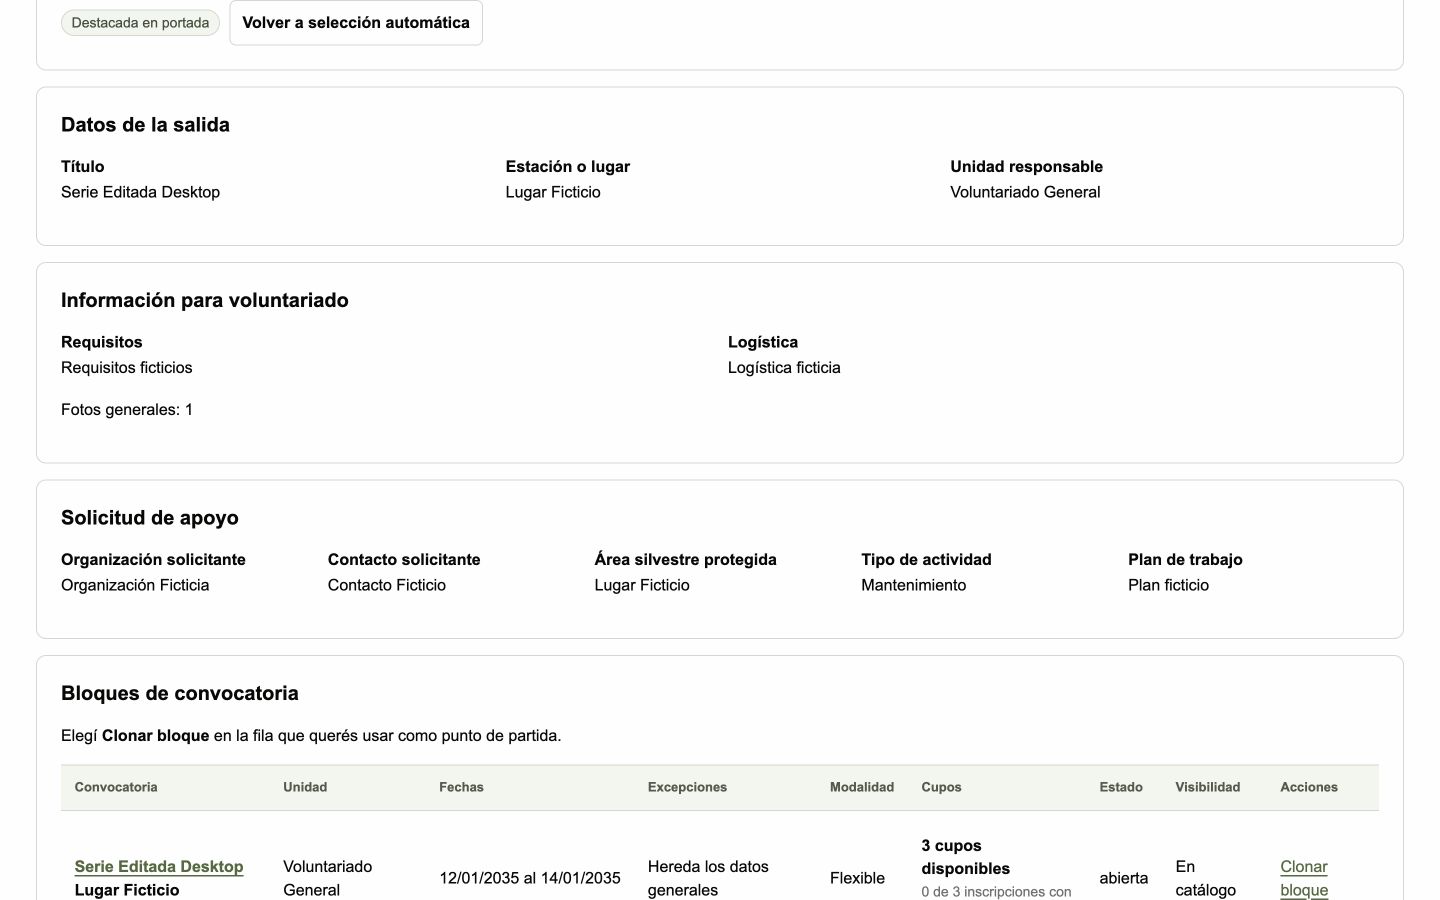 Destacada en portada Volver a selección automática
Datos de la salida
Título Estación o lugar Unidad responsable
Serie Editada Desktop Lugar Ficticio Voluntariado General
Información para voluntariado
Requisitos Logística
Requisitos ficticios Logística ficticia
Fotos generales: 1
Solicitud de apoyo
Organización solicitante Contacto solicitante Área silvestre protegida Tipo de actividad Plan de trabajo
Organización Ficticia Contacto Ficticio Lugar Ficticio Mantenimiento Plan ficticio
Bloques de convocatoria
Elegí Clonar bloque en la fila que querés usar como punto de partida.
Convocatoria Unidad Fechas Excepciones Modalidad Cupos Estado Visibilidad Acciones
Serie Editada Desktop
Lugar Ficticio
Voluntariado
General
12/01/2035 al 14/01/2035
Hereda los datos
generales
Flexible
3 cupos
disponibles
0 de 3 inscripciones con
abierta
En
catálogo
Clonar
bloque